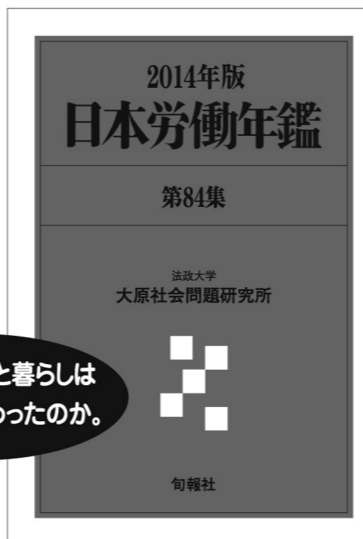 2014年版
日本労働年鑑
第84集
法政大学
大原社会問題研究所
と暮らしは
わったのか。
旬報社